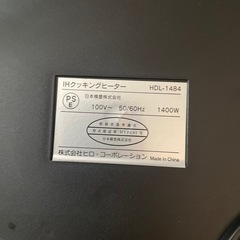 IHクッキングヒーター HDL-1484
PS
E
日本橋意株式会社
100V～ 50/60Hz 1400W
株式会社ヒロ・コーポレーション Made in China